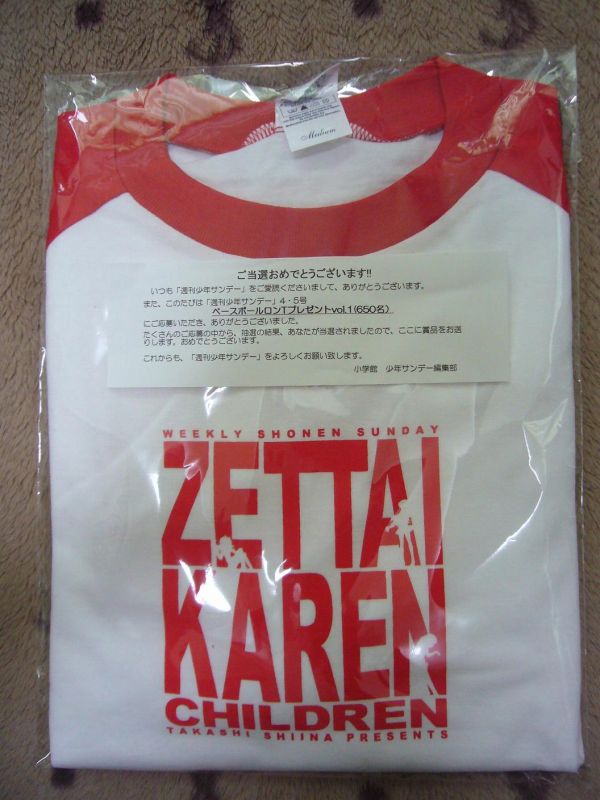 Medium
ご当選おめでとうございます!!
いつも「週刊少年サンデー」をご愛読くださいまして、ありがとうございます。
また、このたびは「週刊少年サンデー」4・5号
ベースボールロンTプレゼントvol.1(650名)
にご応募いただき、ありがとうございました。
たくさんのご応募の中から、抽選の結果、あなたが当選されましたので、ここに賞品をお送
りします。おめでとうございます。
これからも、「週刊少年サンデー」をよろしくお願い致します。
小学館 少年サンデー編集部
WEEKLY SHONEN SUNDAY
ZETTAI
KAREN
CHILDREN
TAKASHI SHIINA PRESENTS